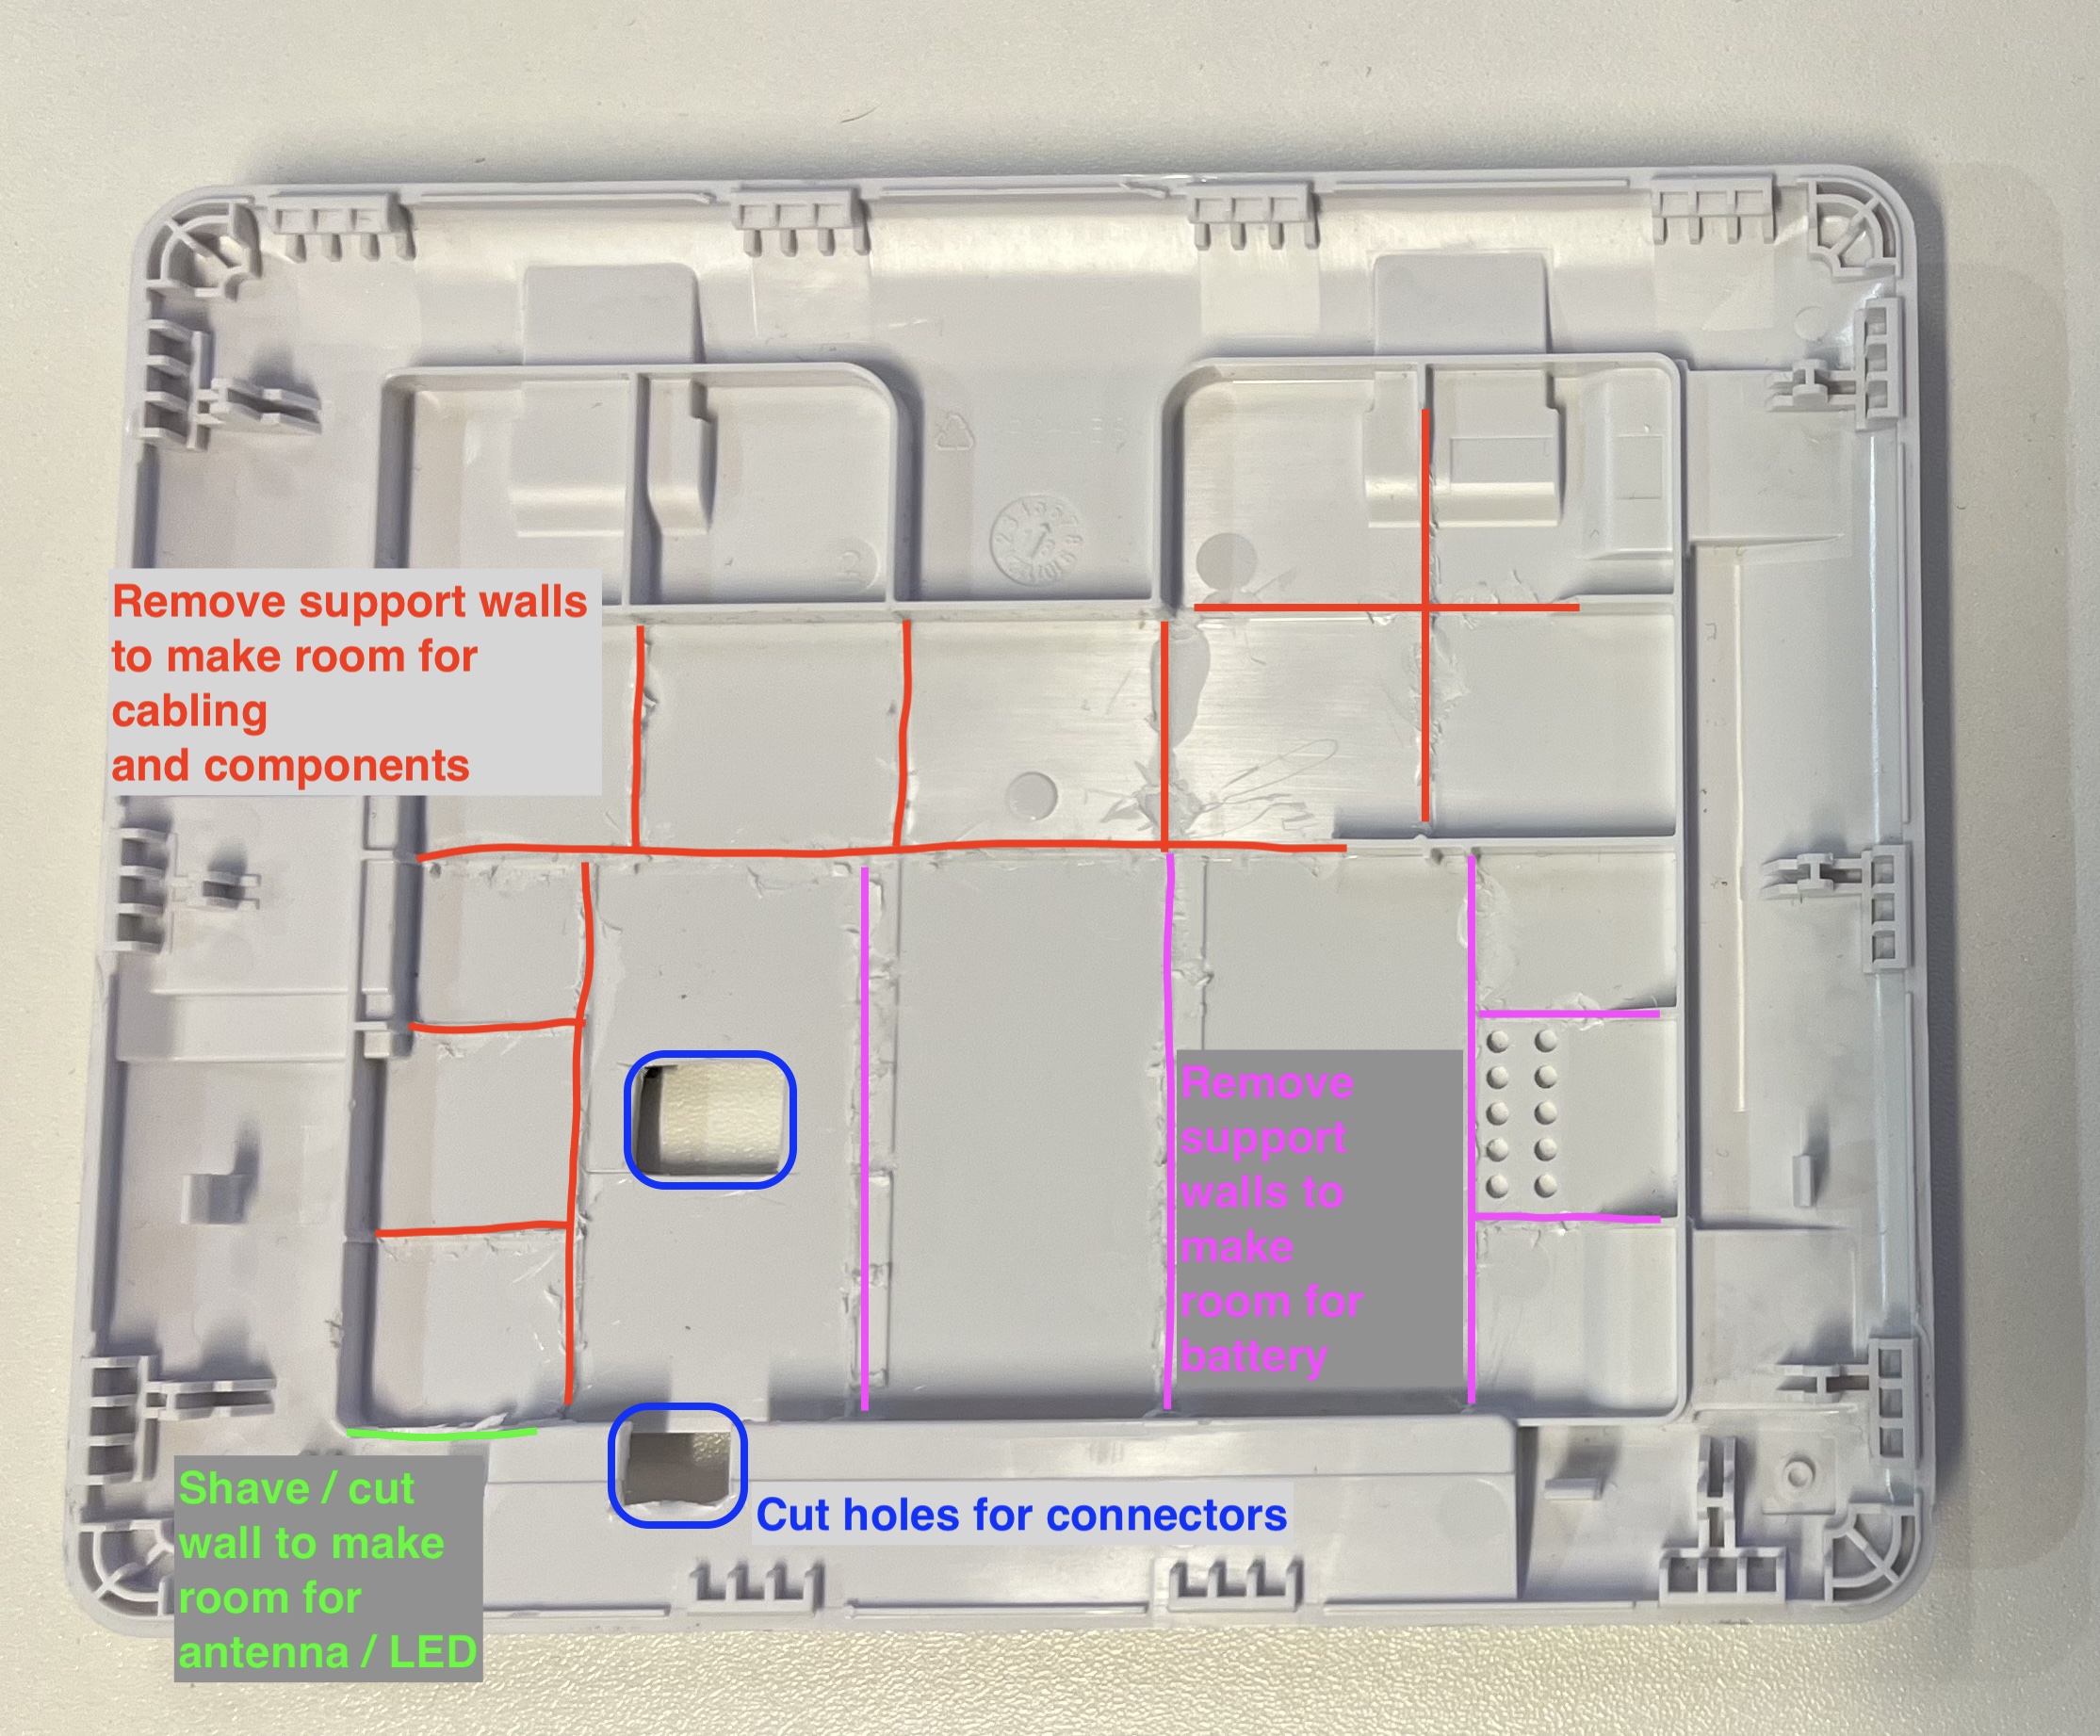 Remove support walls
to make room for
cabling
and components
Remove
support
walls to
make
room for
battery
Shave / cut
wall to make
room for
antenna / LED
Cut holes for connectors